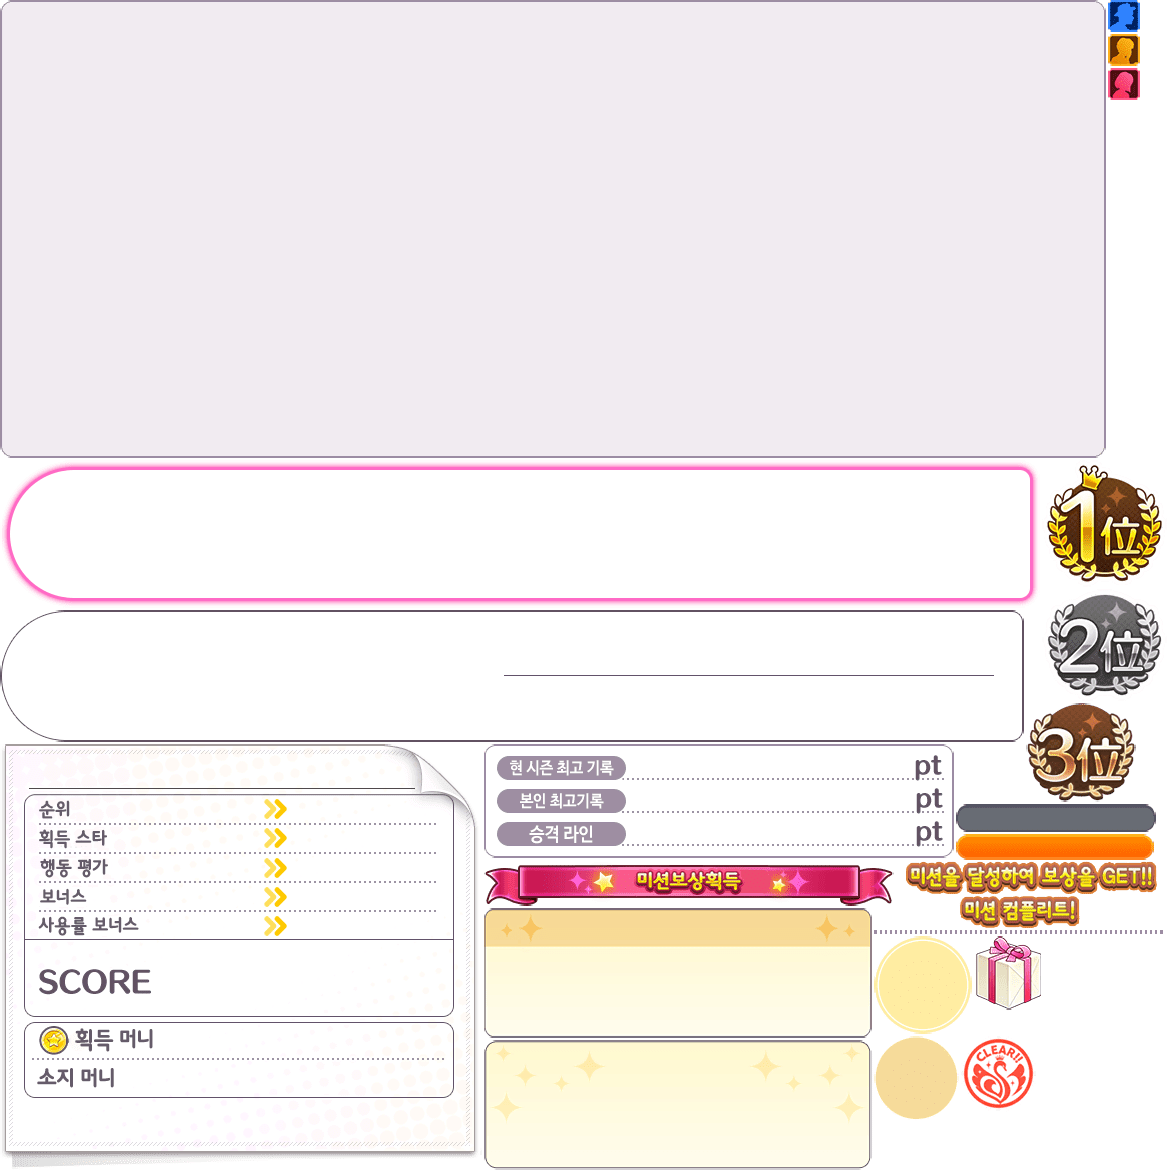 1位
2位
3位
순위
획득 스타
행동 평가
보너스
사용률 보너스
SCORE
획득 머니
소지 머니
현 시즌 최고 기록 pt
본인 최고기록 pt
승격 라인 pt
미션보상획득
미션을 달성하여 보상을 GET!!
미션 컴플리트!
CLEAR!!